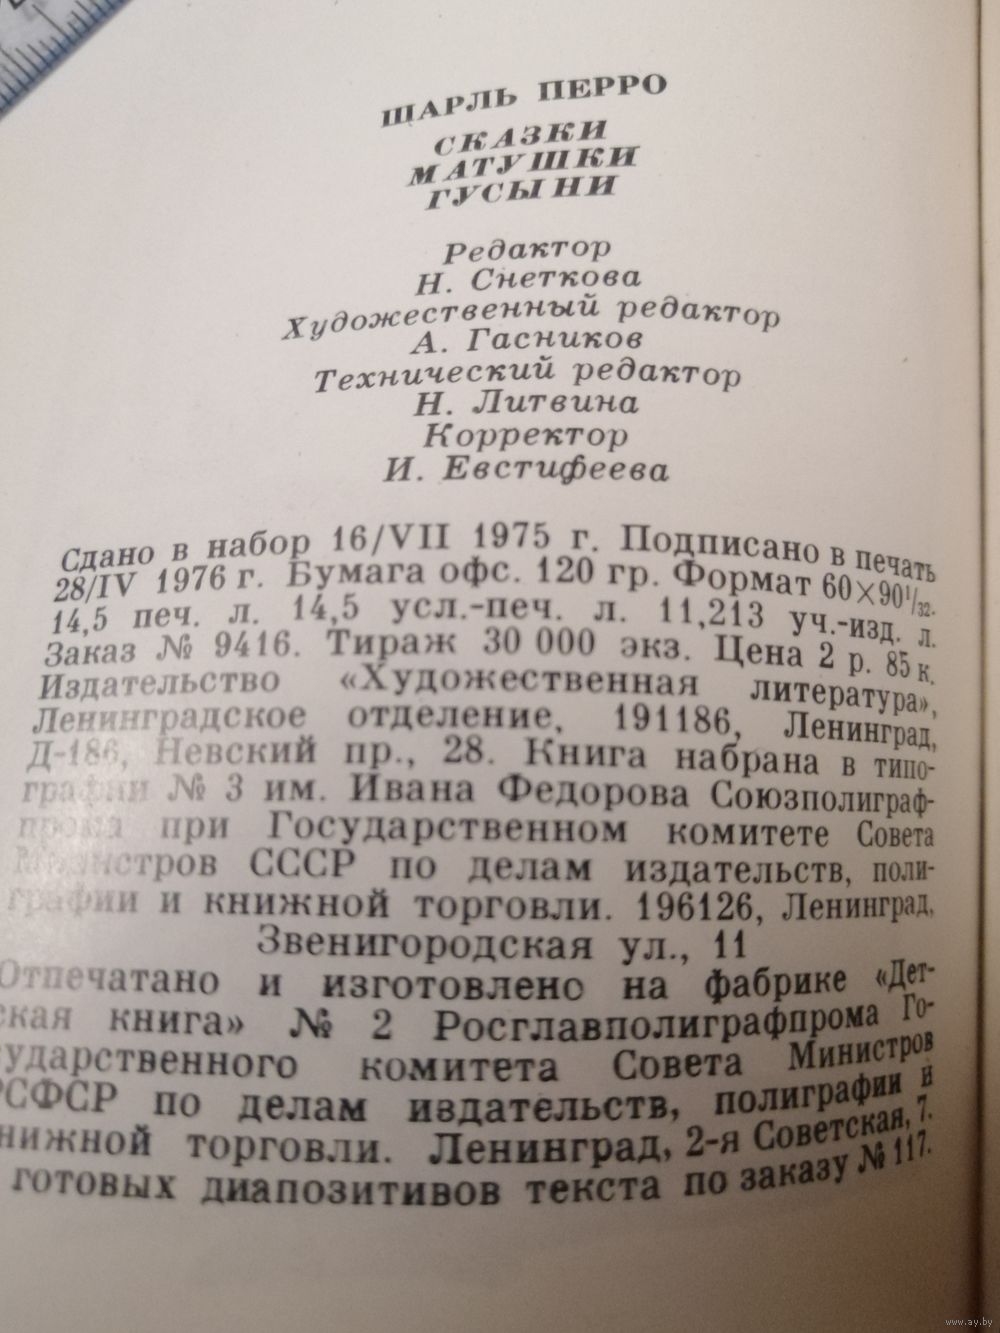 ШАРЛЬ ПЕРРО
СКАЗКИ
МАТУШКИ
ГУСЫНИ
Редактор
Н. Снеткова
Художественный редактор
А. Гасников
Технический редактор
Н. Литвина
Корректор
И. Евстифеева
Сдано в набор 16/VII 1975 г. Подписано в печать
28/IV 1976 г. Бумага офс. 120 гр. Формат 60×90¹/₃₂.
14,5 печ. л. 14,5 усл.-печ. л. 11,213 уч.-изд. л.
Заказ № 9416. Тираж 30 000 экз. Цена 2 р. 85 к.
Издательство «Художественная литература»,
Ленинградское отделение, 191186, Ленинград,
Д-186, Невский пр., 28. Книга набрана в типо-
графии № 3 им. Ивана Федорова Союзполиграф-
прома при Государственном комитете Совета
Министров СССР по делам издательств, поли-
графии и книжной торговли. 196126, Ленинград,
Звенигородская ул., 11
Отпечатано и изготовлено на фабрике «Дет-
ская книга» № 2 Росглавполиграфпрома Го-
сударственного комитета Совета Министров
РСФСР по делам издательств, полиграфии и
книжной торговли. Ленинград, 2-я Советская, 7.
готовых диапозитивов текста по заказу № 117.
www.ay.by